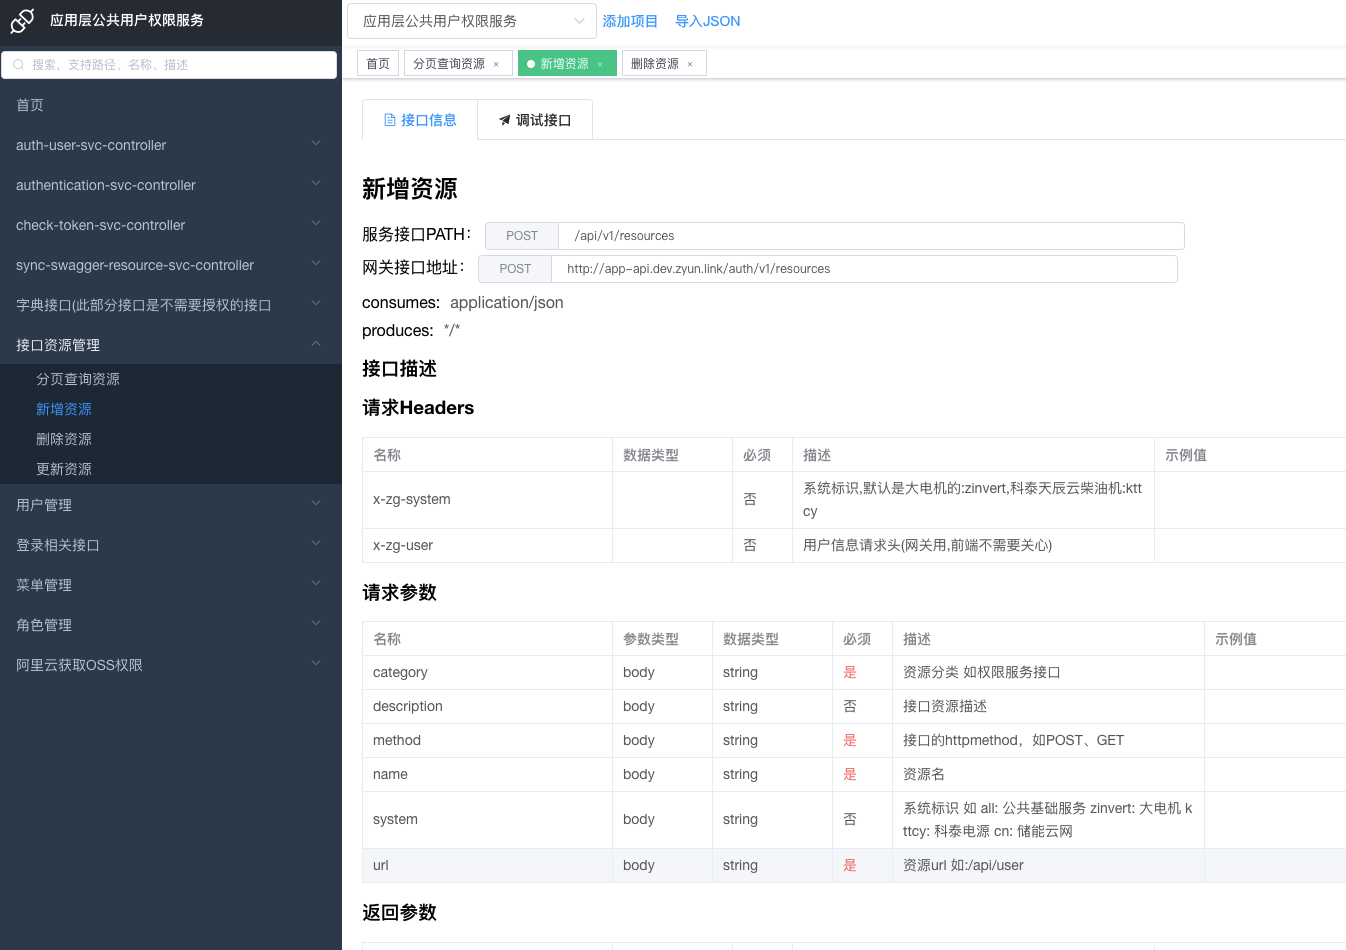 应用层公共用户权限服务
搜索，支持路径、名称、描述
首页
auth-user-svc-controller
authentication-svc-controller
check-token-svc-controller
sync-swagger-resource-svc-controller
字典接口(此部分接口是不需要授权的接口
接口资源管理
分页查询资源
新增资源
删除资源
更新资源
用户管理
登录相关接口
菜单管理
角色管理
阿里云获取OSS权限
应用层公共用户权限服务 添加项目 导入JSON
首页 分页查询资源 × 新增资源 × 删除资源 ×
接口信息 调试接口
新增资源
服务接口PATH： POST /api/v1/resources
网关接口地址： POST http://app-api.dev.zyun.link/auth/v1/resources
consumes: application/json
produces: */*
接口描述
请求Headers
名称 数据类型 必须 描述 示例值
x-zg-system 否 系统标识,默认是大电机的:zinvert,科泰天辰云柴油机:ktt
cy
x-zg-user 否 用户信息请求头(网关用,前端不需要关心)
请求参数
名称 参数类型 数据类型 必须 描述 示例值
category body string 是 资源分类 如权限服务接口
description body string 否 接口资源描述
method body string 是 接口的httpmethod，如POST、GET
name body string 是 资源名
system body string 否 系统标识 如 all: 公共基础服务 zinvert: 大电机 k
ttcy: 科泰电源 cn: 储能云网
url body string 是 资源url 如:/api/user
返回参数